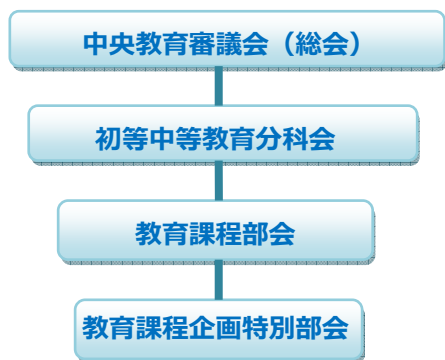 中央教育審議会（総会）
初等中等教育分科会
教育課程部会
教育課程企画特別部会